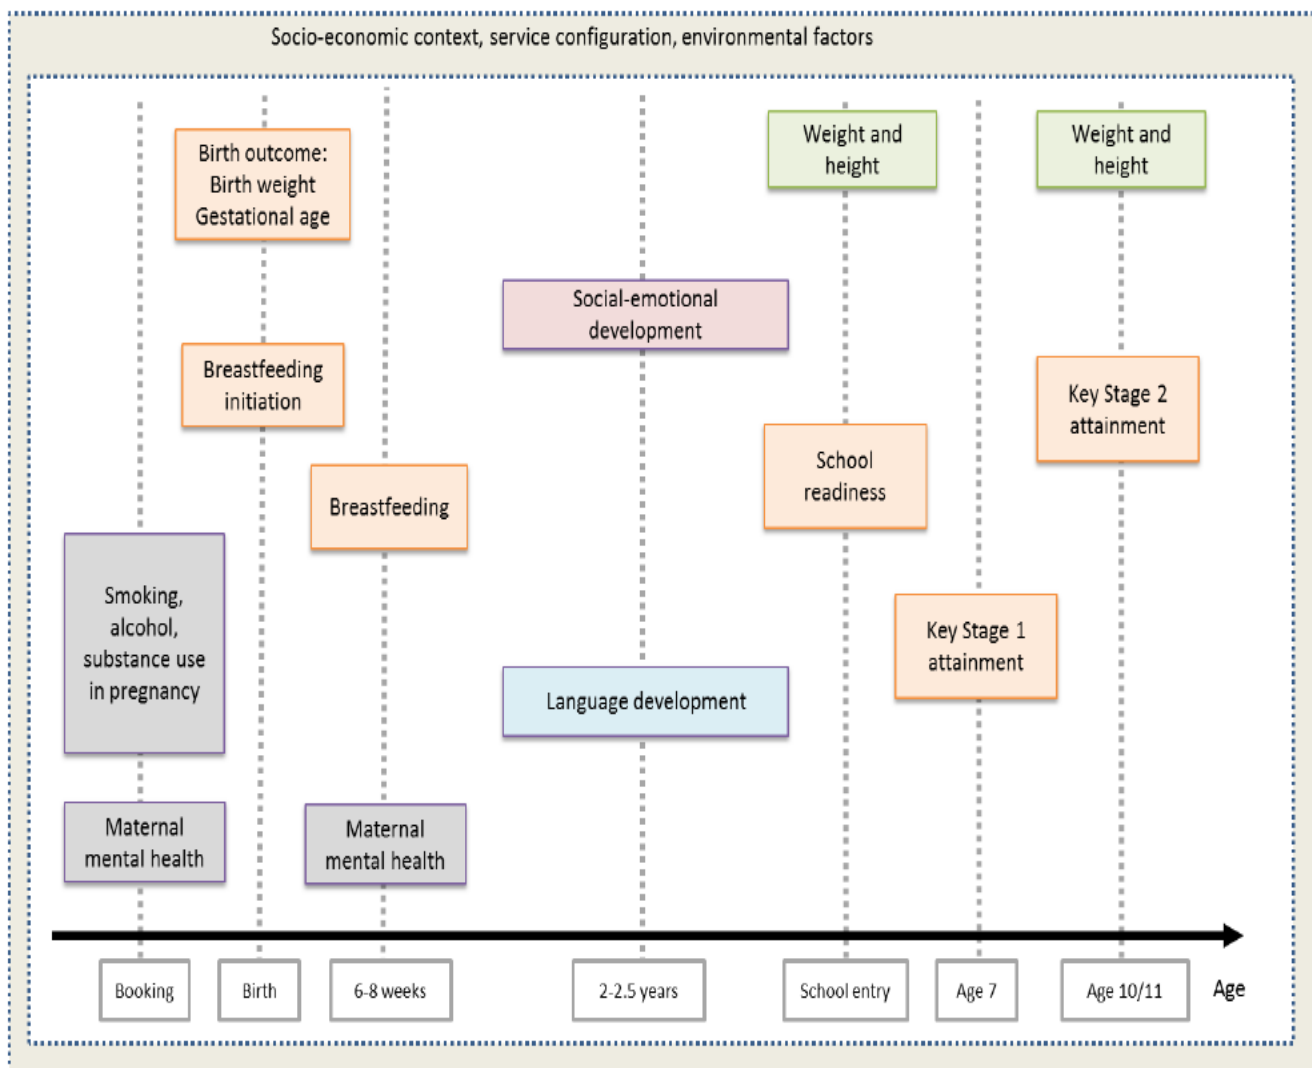 Socio-economic context, service configuration, environmental factors
Birth outcome:
Birth weight
Gestational age
Weight and
height
Weight and
height
Social-emotional
development
Breastfeeding
initiation
Key Stage 2
attainment
School
readiness
Breastfeeding
Smoking,
alcohol,
substance use
in pregnancy
Key Stage 1
attainment
Language development
Maternal
mental health
Maternal
mental health
Booking
Birth
6-8 weeks
2-2.5 years
School entry
Age 7
Age 10/11
Age